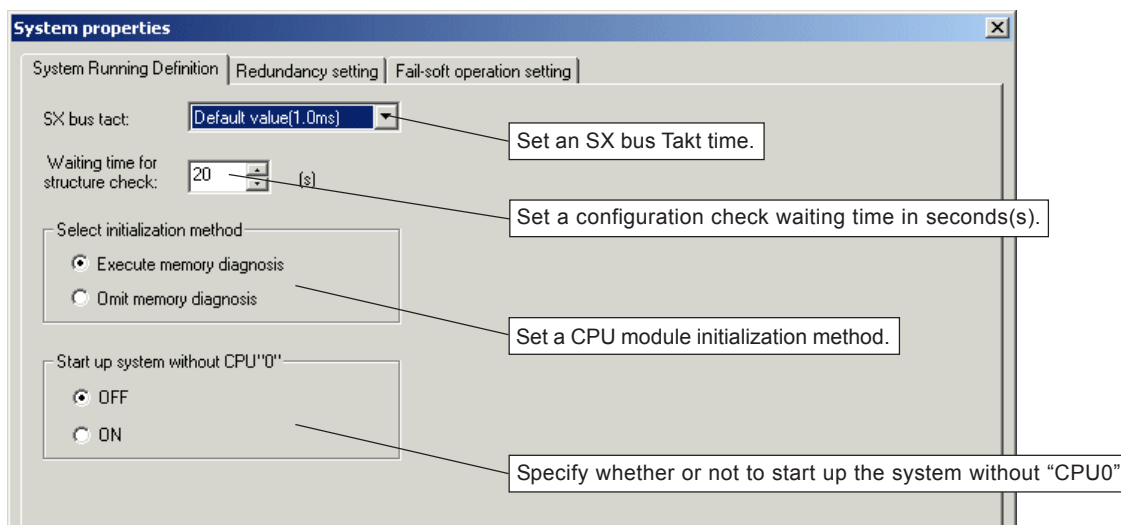 System properties
System Running Definition Redundancy setting Fail-soft operation setting
SX bus tact: Default value(1.0ms)
Set an SX bus Takt time.
Waiting time for
structure check: 20 (s)
Set a configuration check waiting time in seconds(s).
Select initialization method
Execute memory diagnosis
Omit memory diagnosis
Set a CPU module initialization method.
Start up system without CPU"0"
OFF
ON
Specify whether or not to start up the system without “CPU0”